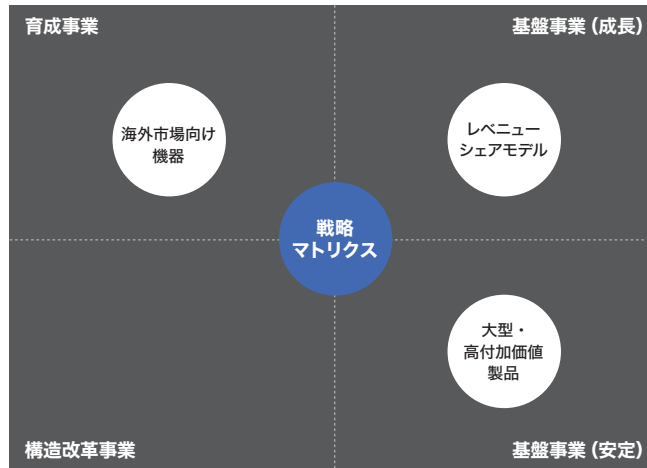 育成事業
基盤事業（成長）
海外市場向け
機器
レベニュー
シェアモデル
戦略
マトリクス
大型・
高付加価値
製品
構造改革事業
基盤事業（安定）